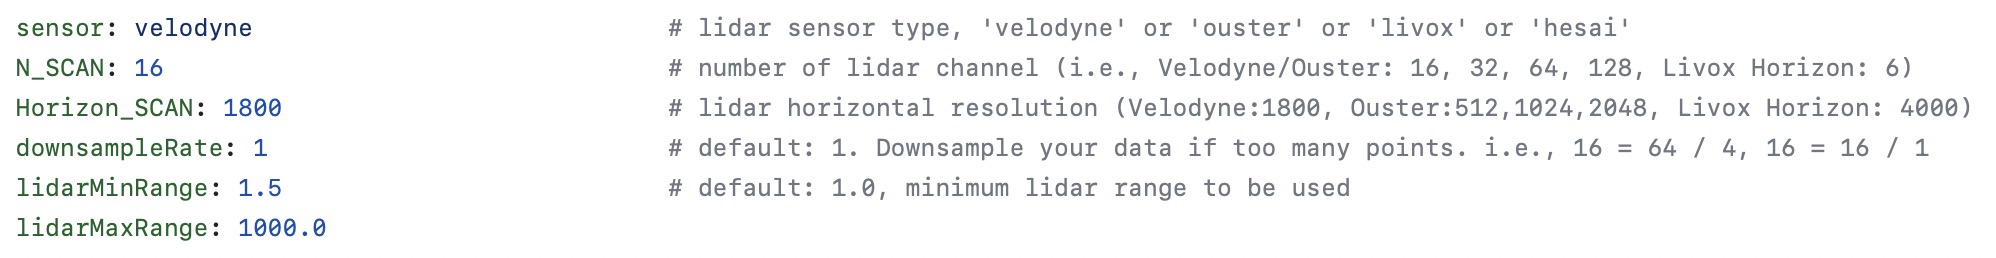 sensor: velodyne # lidar sensor type, 'velodyne' or 'ouster' or 'livox' or 'hesai'
N_SCAN: 16 # number of lidar channel (i.e., Velodyne/Ouster: 16, 32, 64, 128, Livox Horizon: 6)
Horizon_SCAN: 1800 # lidar horizontal resolution (Velodyne:1800, Ouster:512,1024,2048, Livox Horizon: 4000)
downsampleRate: 1 # default: 1. Downsample your data if too many points. i.e., 16 = 64 / 4, 16 = 16 / 1
lidarMinRange: 1.5 # default: 1.0, minimum lidar range to be used
lidarMaxRange: 1000.0